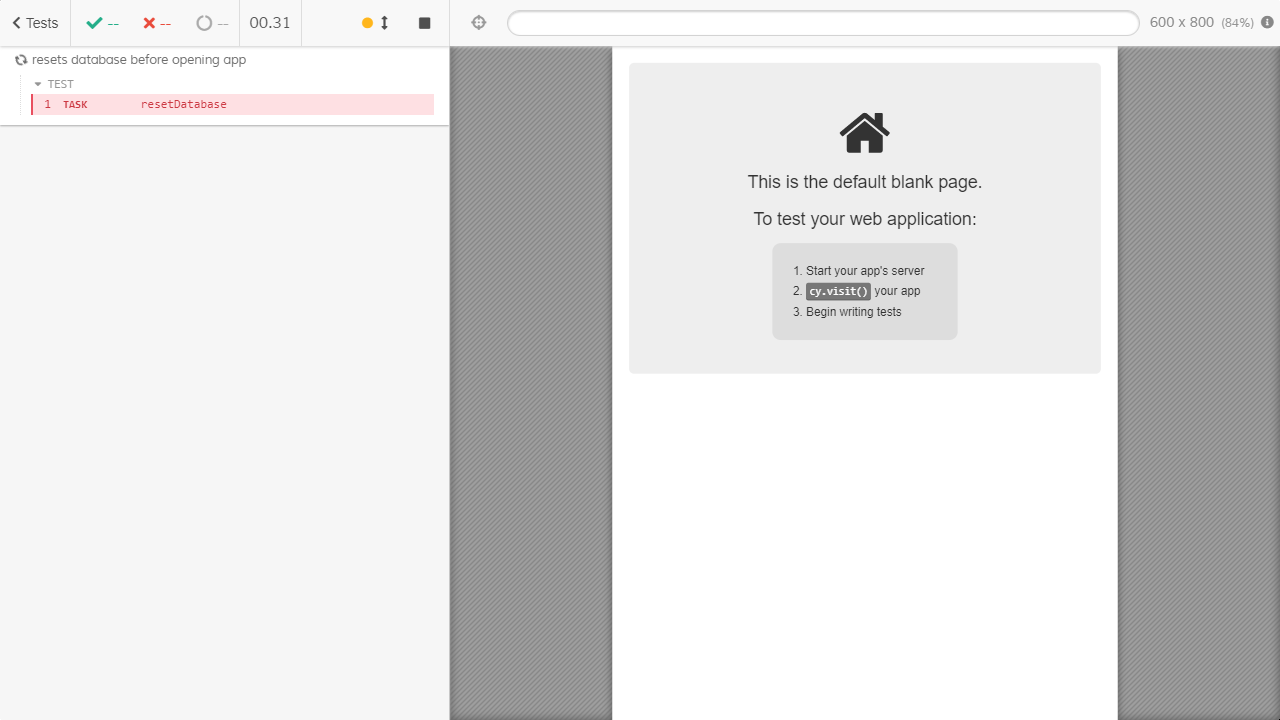 Tests
--
--
--
00.31
600 x 800 (84%)
resets database before opening app
TEST
1 TASK resetDatabase
This is the default blank page.
To test your web application:
1. Start your app's server
2. cy.visit() your app
3. Begin writing tests